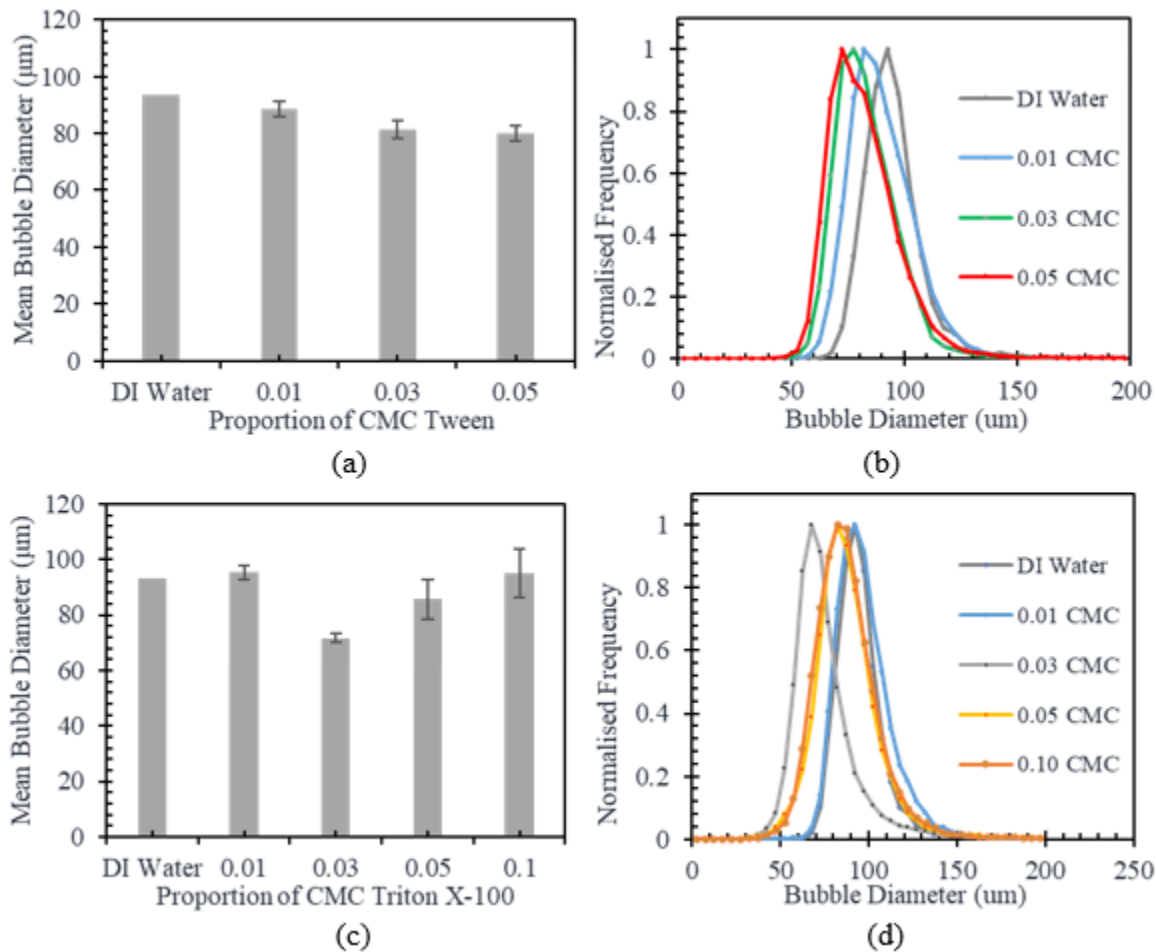 Mean Bubble Diameter (µm)
120
100
80
60
40
20
0
DI Water 0.01 0.03 0.05
Proportion of CMC Tween
(a)
Normalised Frequency
1
0.8
0.6
0.4
0.2
0
0 50 100 150 200
Bubble Diameter (um)
DI Water
0.01 CMC
0.03 CMC
0.05 CMC
(b)
Mean Bubble Diameter (µm)
120
100
80
60
40
20
0
DI Water 0.01 0.03 0.05 0.1
Proportion of CMC Triton X-100
(c)
Normalised Frequency
1
0.8
0.6
0.4
0.2
0
0 50 100 150 200 250
Bubble Diameter (um)
DI Water
0.01 CMC
0.03 CMC
0.05 CMC
0.10 CMC
(d)